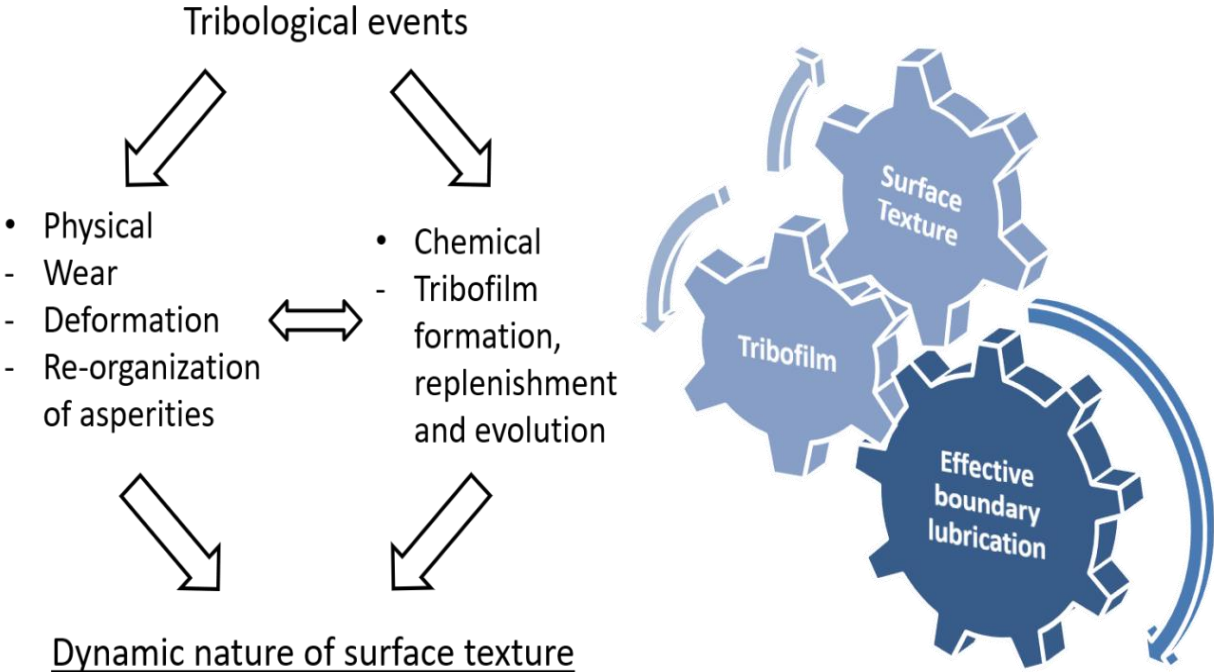 Tribological events
• Physical
- Wear
- Deformation
- Re-organization
of asperities
• Chemical
- Tribofilm
formation,
replenishment
and evolution
Dynamic nature of surface texture
Surface
Texture
Tribofilm
Effective
boundary
lubrication